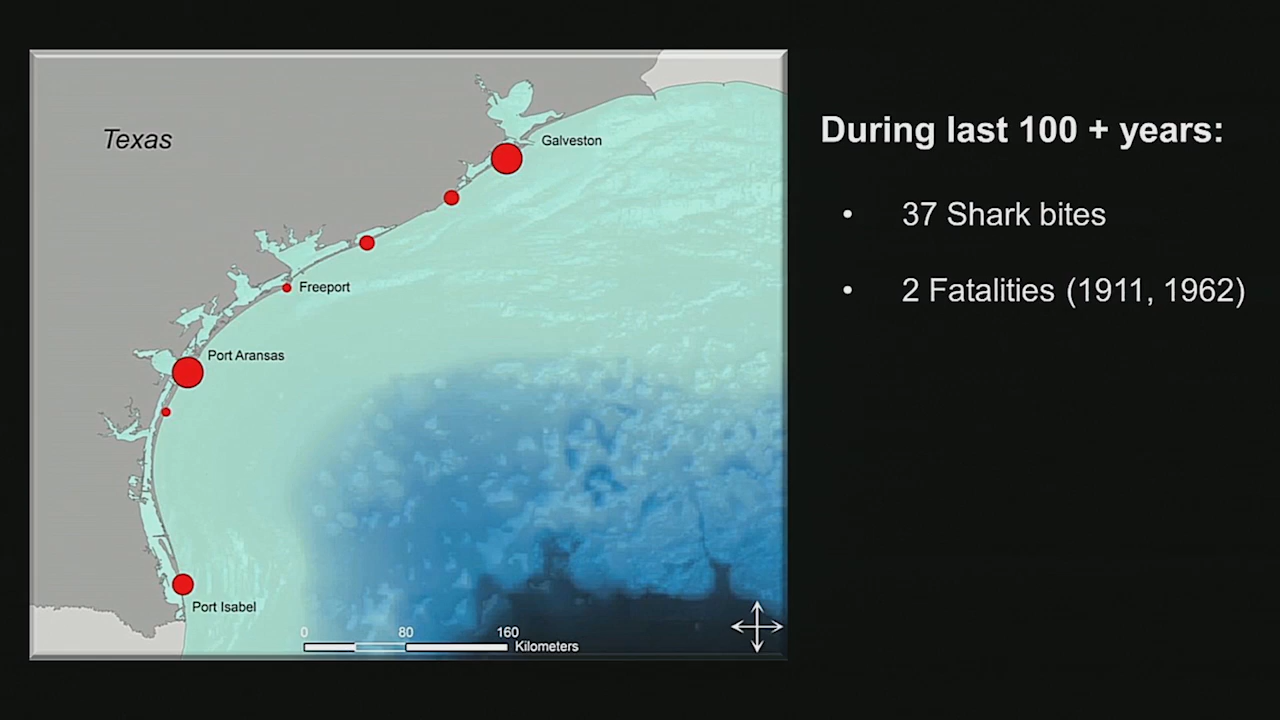 Texas
Galveston
Freeport
Port Aransas
Port Isabel
0 80 160
Kilometers
During last 100 + years:
• 37 Shark bites
• 2 Fatalities (1911, 1962)